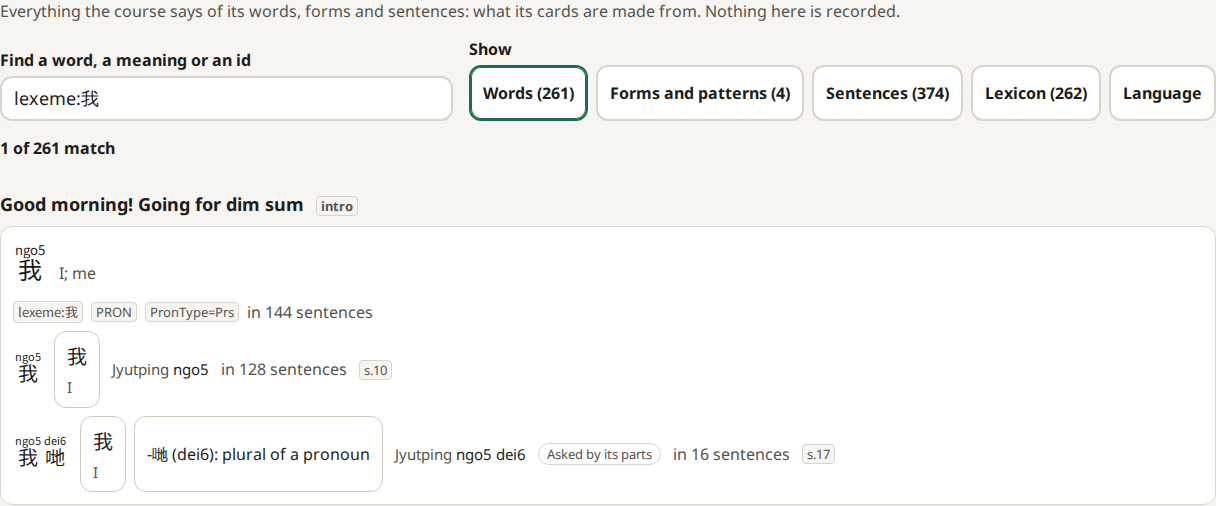 Everything the course says of its words, forms and sentences: what its cards are made from. Nothing here is recorded.
Find a word, a meaning or an id
lexeme:我
Show
Words (261) Forms and patterns (4) Sentences (374) Lexicon (262) Language
1 of 261 match
Good morning! Going for dim sum intro
ngo5
我 I; me
lexeme:我 PRON PronType=Prs in 144 sentences
ngo5
我 我 I Jyutping ngo5 in 128 sentences s.10
ngo5 dei6
我 哋 我 I -哋 (dei6): plural of a pronoun Jyutping ngo5 dei6 Asked by its parts in 16 sentences s.17